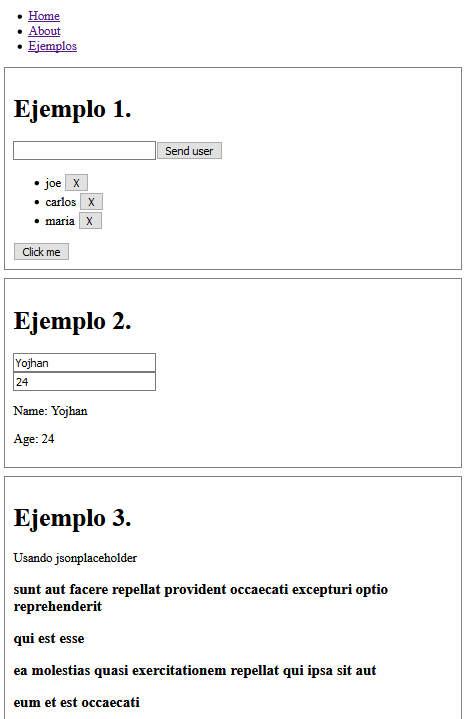 Home
About
Ejemplos
Ejemplo 1.
Send user
joe X
carlos X
maria X
Click me
Ejemplo 2.
Yojhan
24
Name: Yojhan
Age: 24
Ejemplo 3.
Usando jsonplaceholder
sunt aut facere repellat provident occaecati excepturi optio
reprehenderit
qui est esse
ea molestias quasi exercitationem repellat qui ipsa sit aut
eum et est occaecati